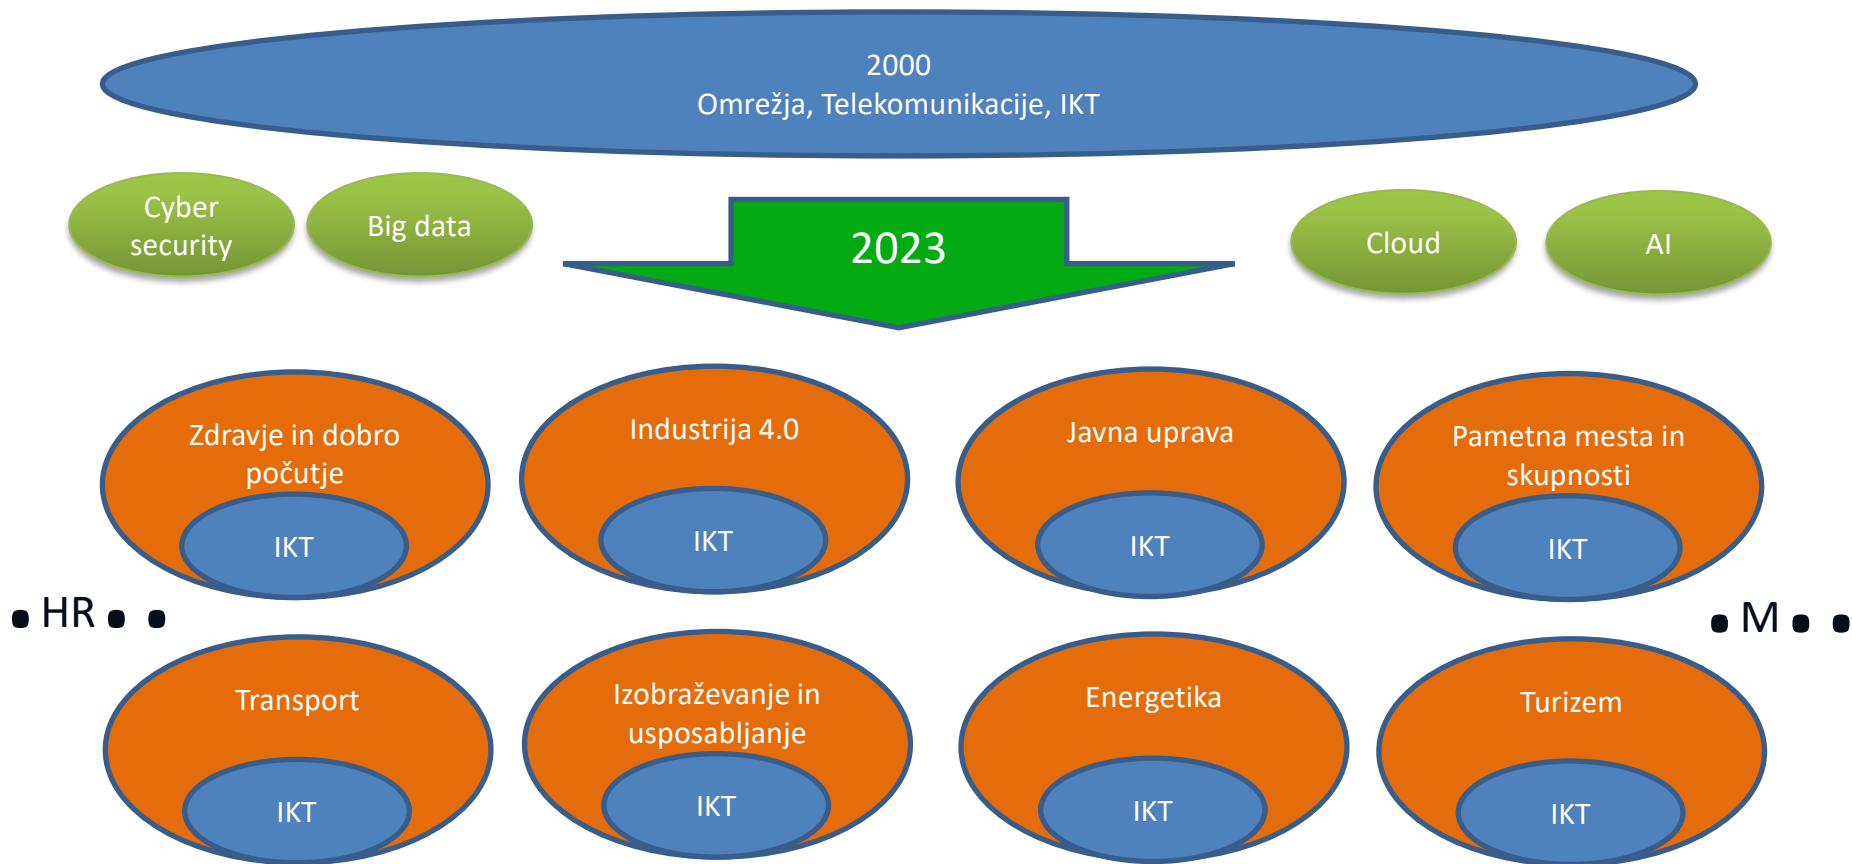 2000
Omrežja, Telekomunikacije, IKT
Cyber
security
Big data
2023
Cloud
AI
Zdravje in dobro
počutje
IKT
Industrija 4.0
IKT
Javna uprava
IKT
Pametna mesta in
skupnosti
IKT
.HR..
.M..
Transport
IKT
Izobraževanje in
usposabljanje
IKT
Energetika
IKT
Turizem
IKT